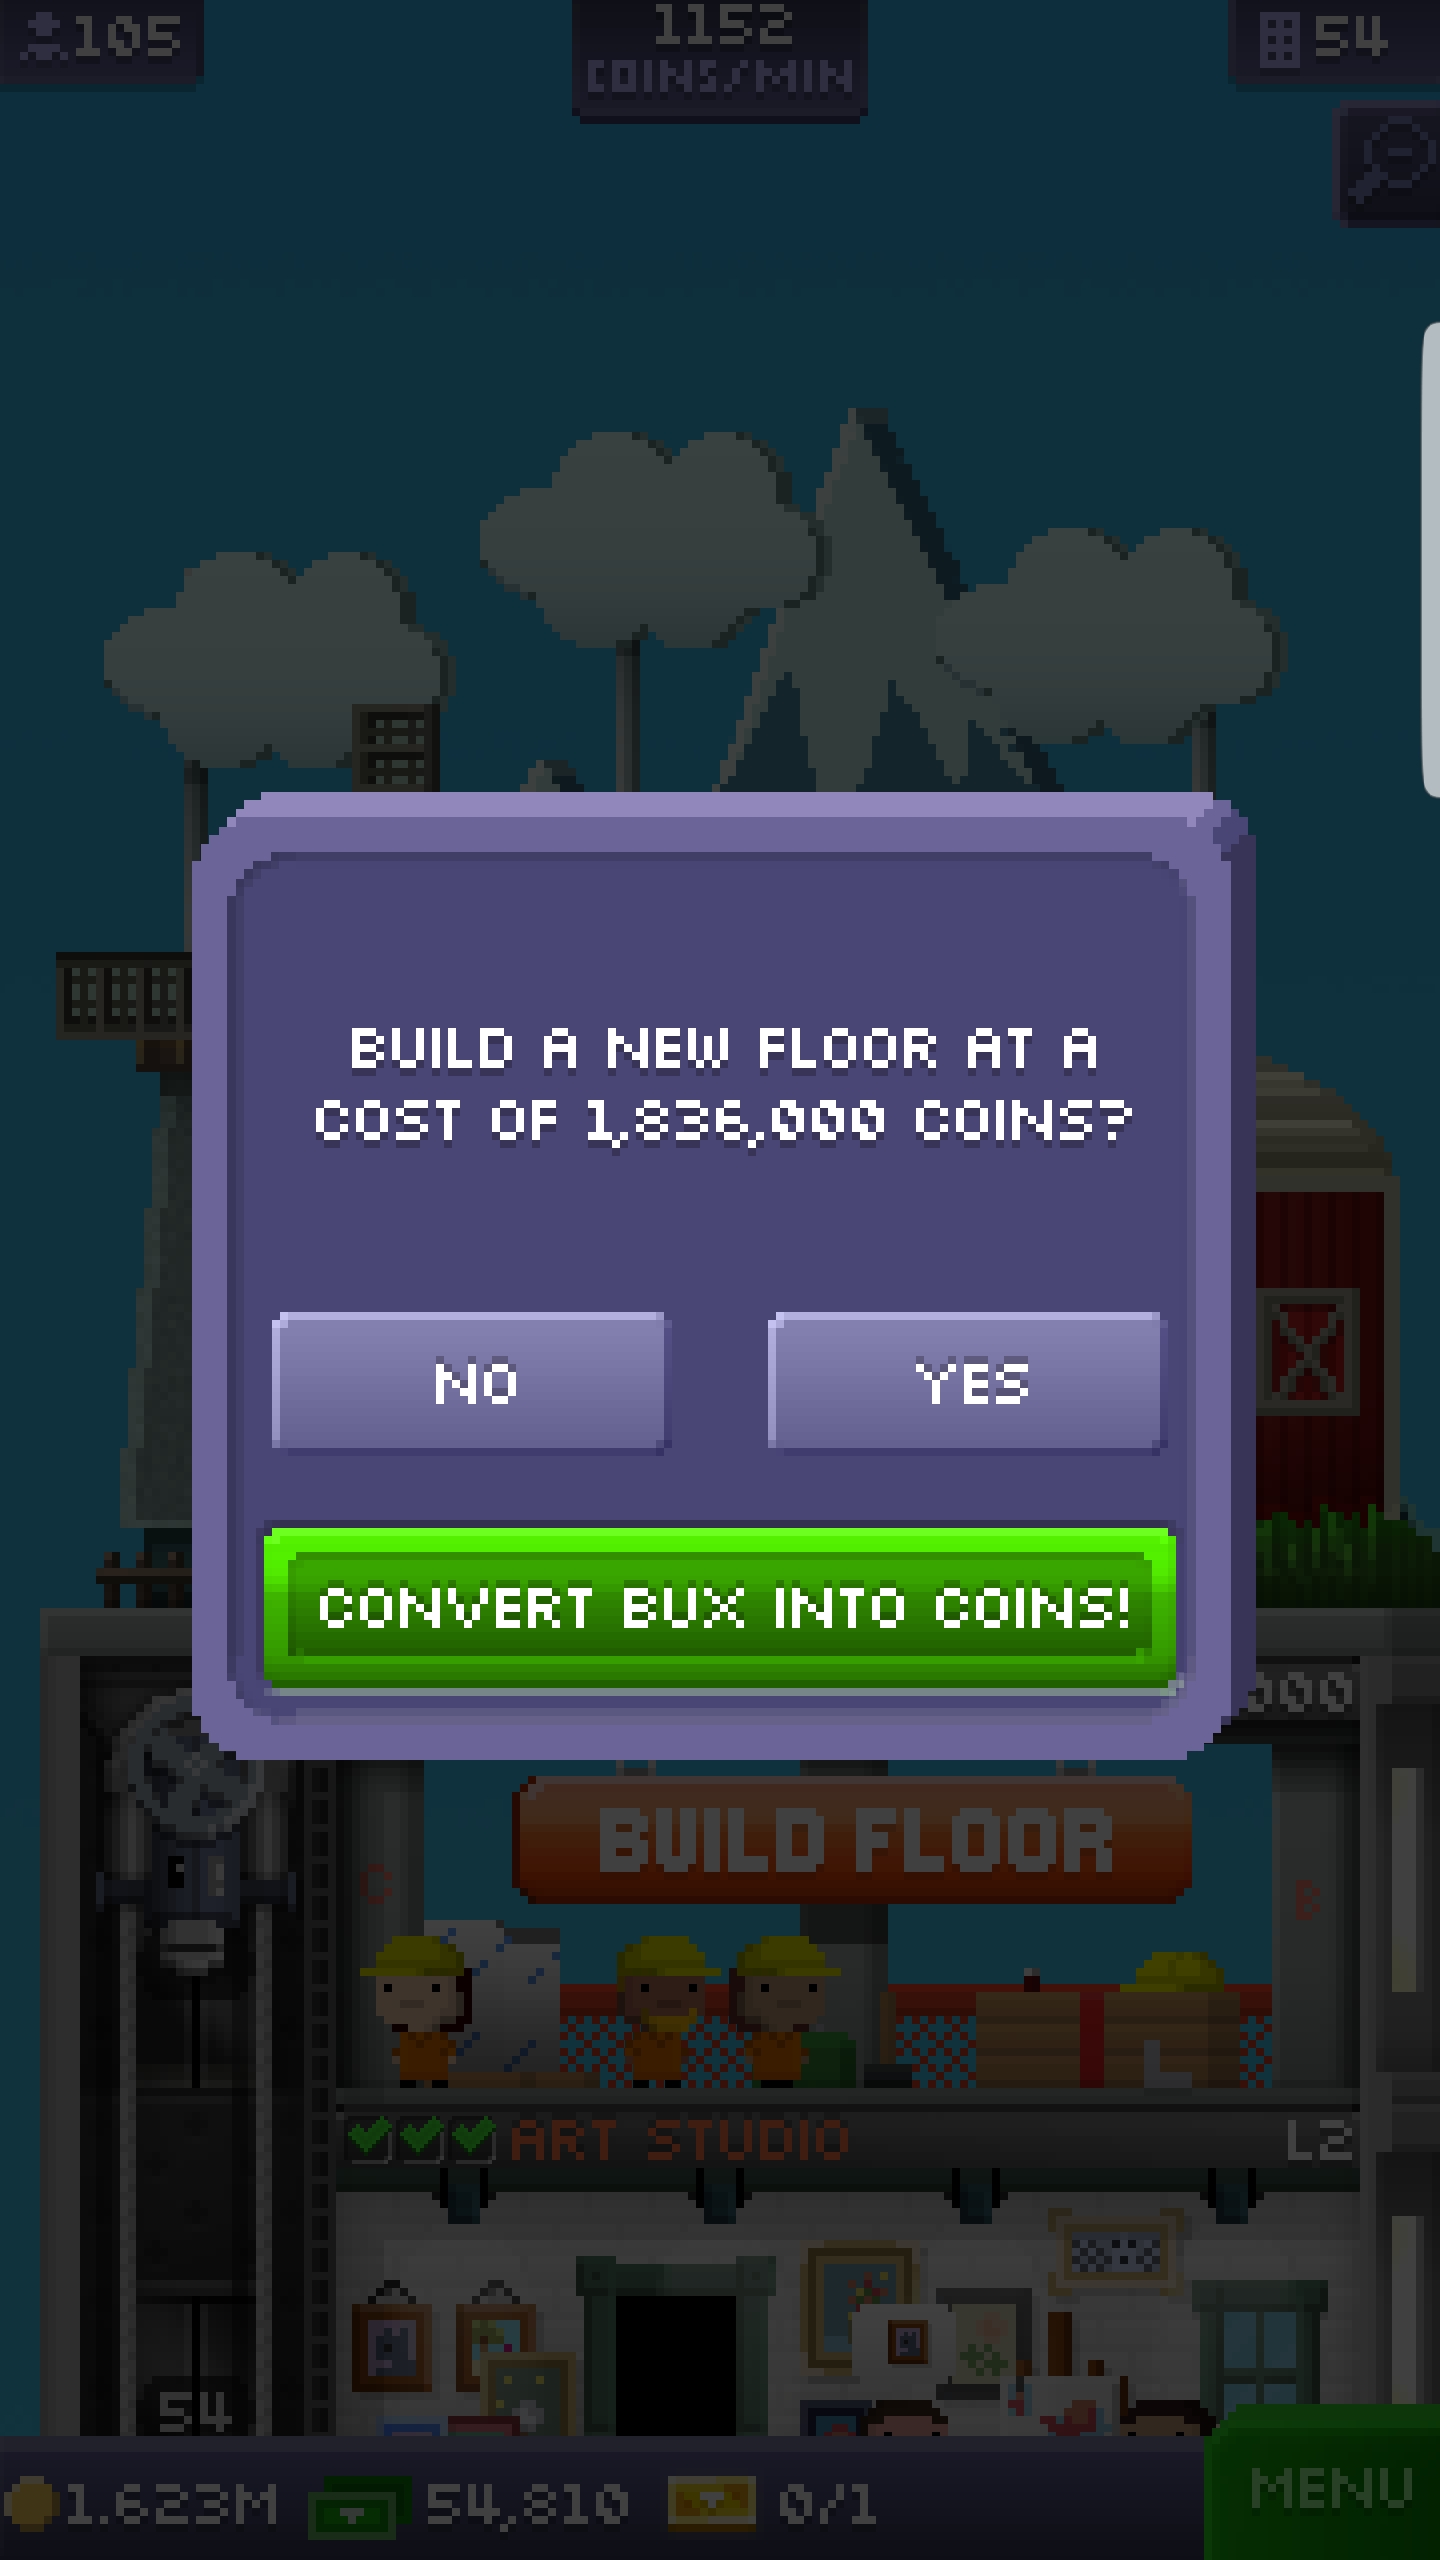 105
1152
COINS/MIN
54
BUILD A NEW FLOOR AT A
COST OF 1,836,000 COINS?
NO
YES
CONVERT BUX INTO COINS!
000
BUILD FLOOR
C
B
ART STUDIO
L2
54
1.623M
54,810
0/1
MENU